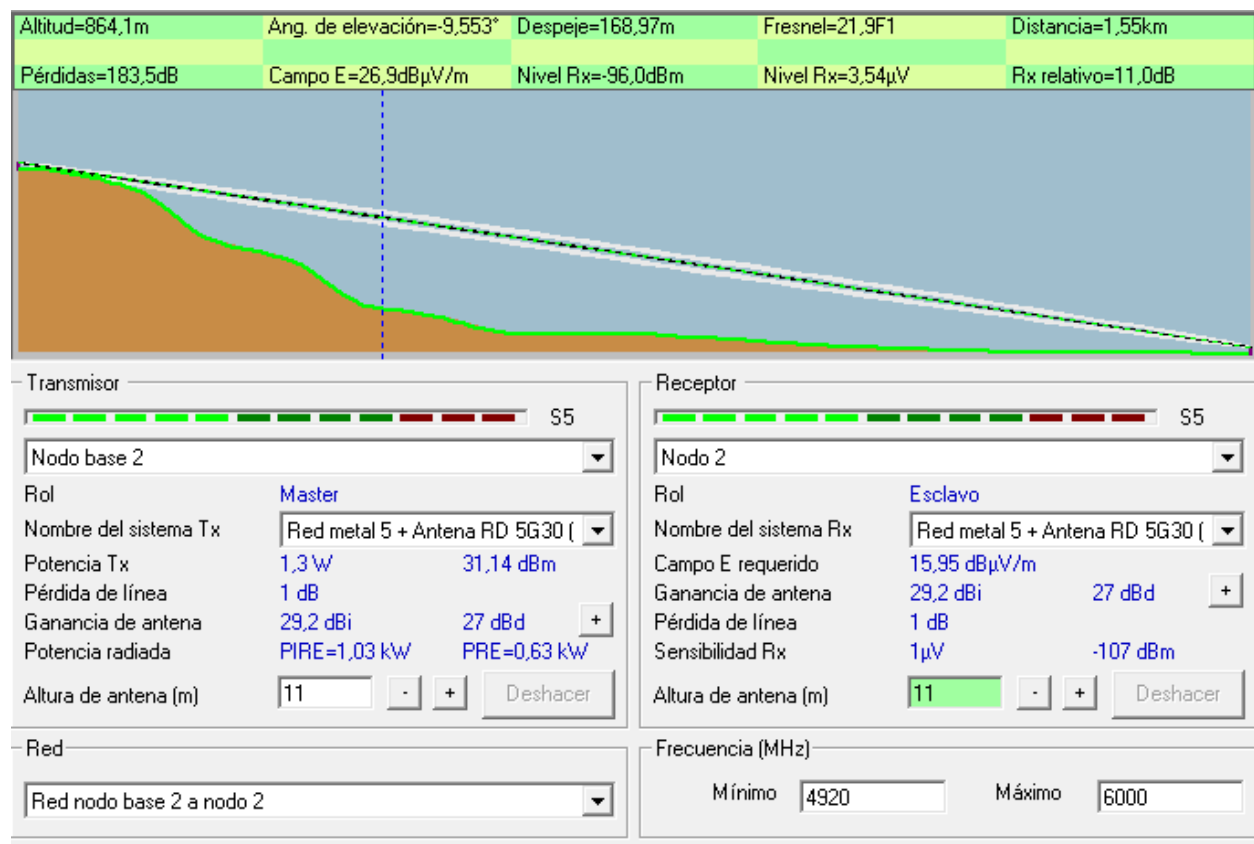 Altitud=864,1m Ang. de elevación=-9,553° Despeje=168,97m Fresnel=21,9F1 Distancia=1,55km
Pérdidas=183,5dB Campo E=26,9dBµV/m Nivel Rx=-96,0dBm Nivel Rx=3,54µV Rx relativo=11,0dB
Transmisor
S5
Nodo base 2
Rol Master
Nombre del sistema Tx Red metal 5 + Antena RD 5G30 (
Potencia Tx 1,3 W 31,14 dBm
Pérdida de línea 1 dB
Ganancia de antena 29,2 dBi 27 dBd +
Potencia radiada PIRE=1,03 kW PRE=0,63 kW
Altura de antena (m) 11 - + Deshacer
Receptor
S5
Nodo 2
Rol Esclavo
Nombre del sistema Rx Red metal 5 + Antena RD 5G30 (
Campo E requerido 15,95 dBµV/m
Ganancia de antena 29,2 dBi 27 dBd +
Pérdida de línea 1 dB
Sensibilidad Rx 1µV -107 dBm
Altura de antena (m) 11 - + Deshacer
Red
Red nodo base 2 a nodo 2
Frecuencia (MHz)
Mínimo 4920 Máximo 6000